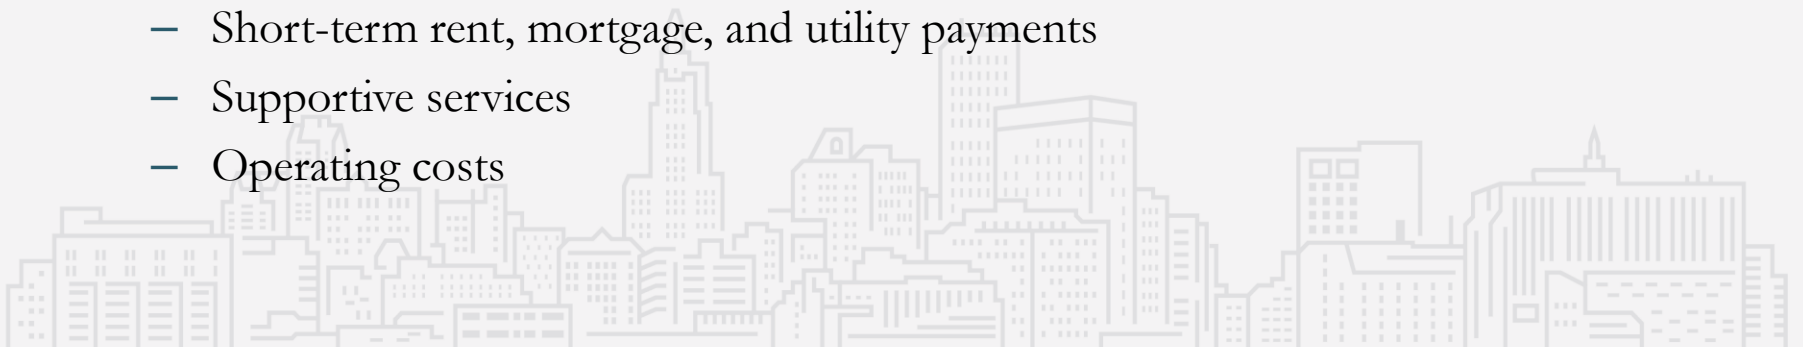 – Short-term rent, mortgage, and utility payments
– Supportive services
– Operating costs